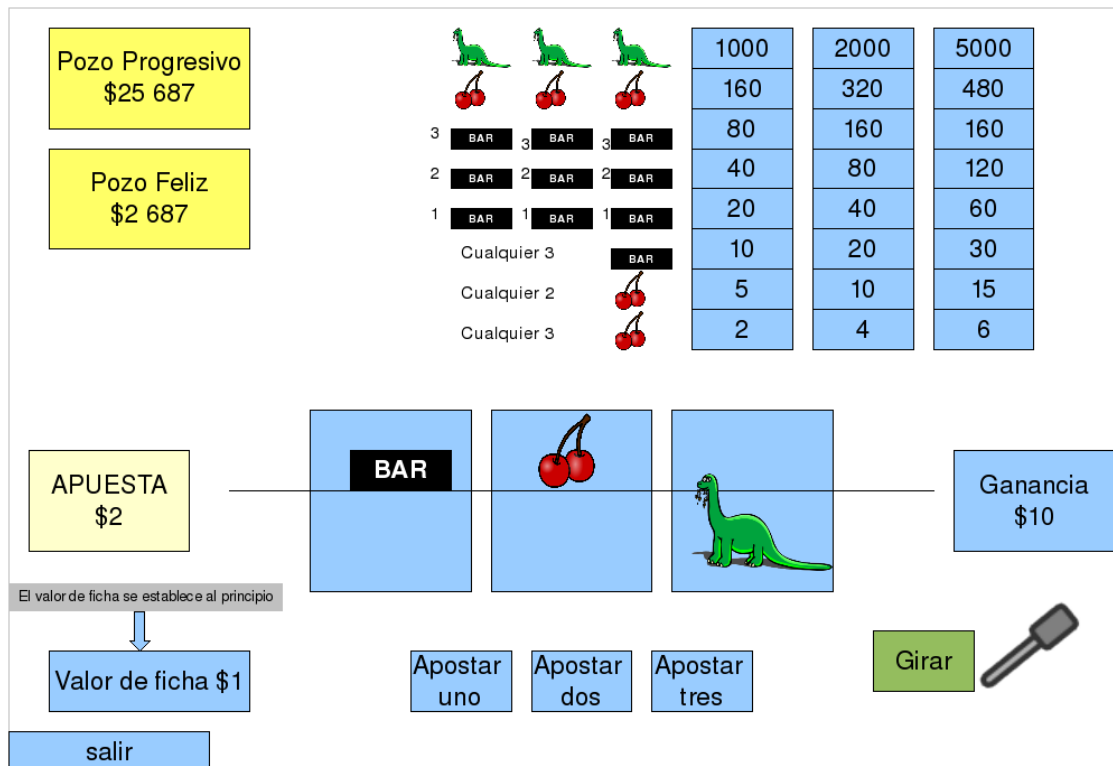 Pozo Progresivo
$25 687
Pozo Feliz
$2 687
1000 2000 5000
160 320 480
3 BAR 3 BAR 3 BAR 80 160 160
2 BAR 2 BAR 2 BAR 40 80 120
1 BAR 1 BAR 1 BAR 20 40 60
Cualquier 3 BAR 10 20 30
Cualquier 2 5 10 15
Cualquier 3 2 4 6
BAR
APUESTA
$2
Ganancia
$10
El valor de ficha se establece al principio
Valor de ficha $1
Apostar
uno
Apostar
dos
Apostar
tres
Girar
salir